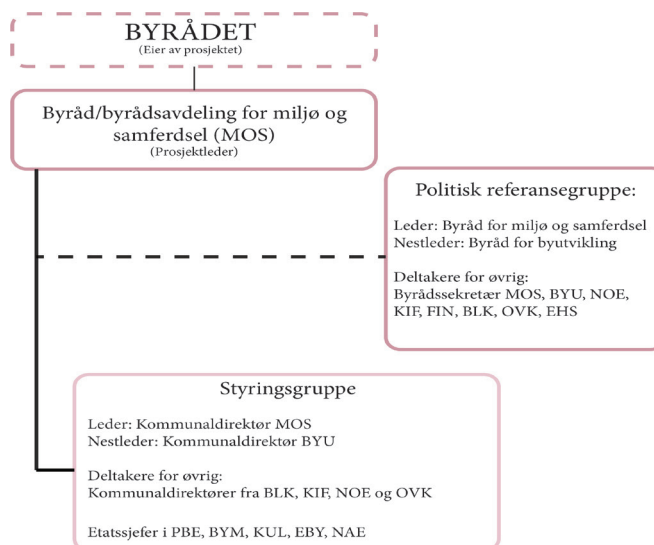 BYRÅDET
(Eier av prosjektet)
Byråd/byrådsavdeling for miljø og
samferdsel (MOS)
(Prosjektleder)
Politisk referansegruppe:
Leder: Byråd for miljø og samferdsel
Nestleder: Byråd for byutvikling
Deltakere for øvrig:
Byrådssekretær MOS, BYU, NOE,
KIF, FIN, BLK, OVK, EHS
Styringsgruppe
Leder: Kommunaldirektør MOS
Nestleder: Kommunaldirektør BYU
Deltakere for øvrig:
Kommunaldirektører fra BLK, KIF, NOE og OVK
Etatssjefer i PBE, BYM, KUL, EBY, NAE